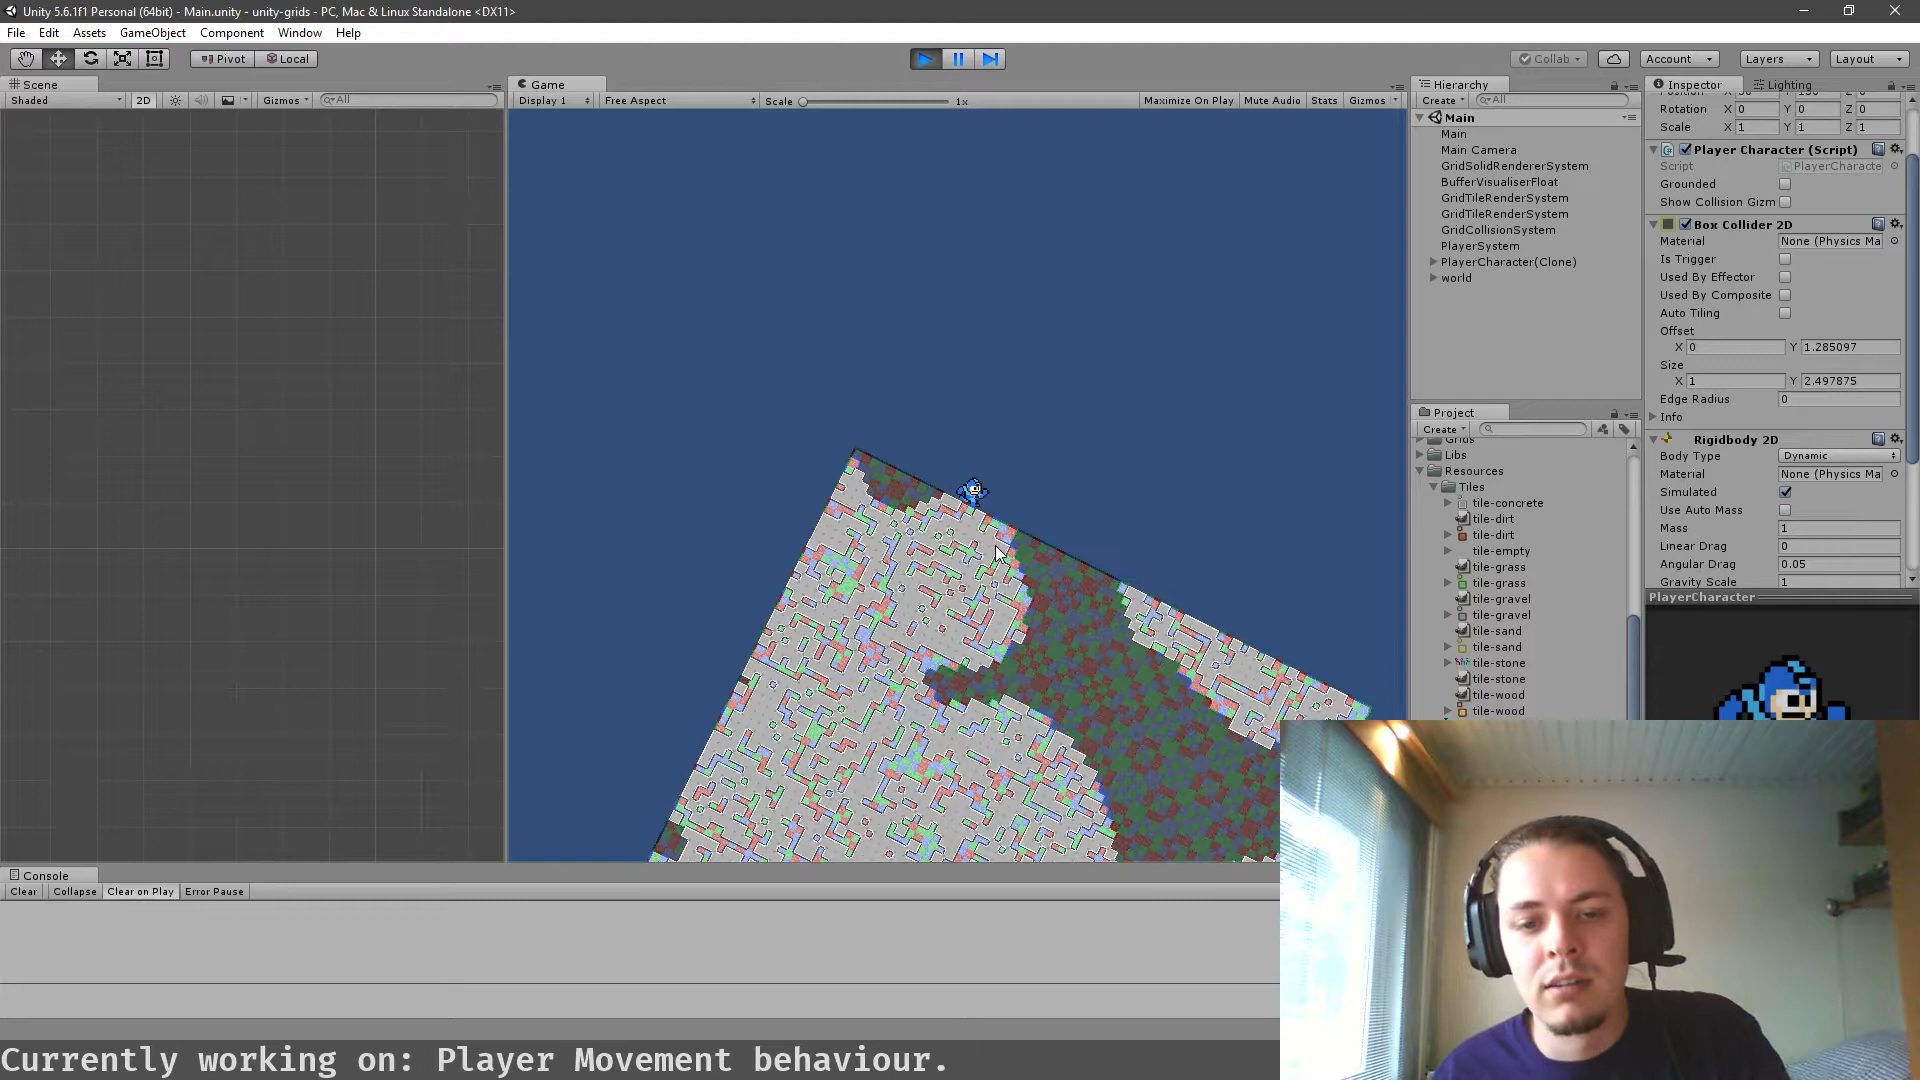 Unity 5.6.1f1 Personal (64bit) - Main.unity - unity-grids - PC, Mac & Linux Standalone <DX11>
File Edit Assets GameObject Component Window Help
Pivot Local
Collab Account Layers Layout
Scene
Shaded 2D Gizmos All
Game
Display 1 Free Aspect Scale 1x Maximize On Play Mute Audio Stats Gizmos
Hierarchy
Create All
Main
Main
Main Camera
GridSolidRendererSystem
BufferVisualiserFloat
GridTileRenderSystem
GridTileRenderSystem
GridCollisionSystem
PlayerSystem
PlayerCharacter(Clone)
world
Project
Create
Grids
Libs
Resources
Tiles
tile-concrete
tile-dirt
tile-dirt
tile-empty
tile-grass
tile-grass
tile-gravel
tile-gravel
tile-sand
tile-sand
tile-stone
tile-stone
tile-wood
tile-wood
Inspector Lighting
Rotation X 0 Y 0 Z 0
Scale X 1 Y 1 Z 1
Player Character (Script)
Script PlayerCharacte
Grounded
Show Collision Gizm
Box Collider 2D
Material None (Physics Ma
Is Trigger
Used By Effector
Used By Composite
Auto Tiling
Offset
X 0 Y 1.285097
Size
X 1 Y 2.497875
Edge Radius 0
Info
Rigidbody 2D
Body Type Dynamic
Material None (Physics Ma
Simulated
Use Auto Mass
Mass 1
Linear Drag 0
Angular Drag 0.05
Gravity Scale 1
PlayerCharacter
Console
Clear Collapse Clear on Play Error Pause
Currently working on: Player Movement behaviour.